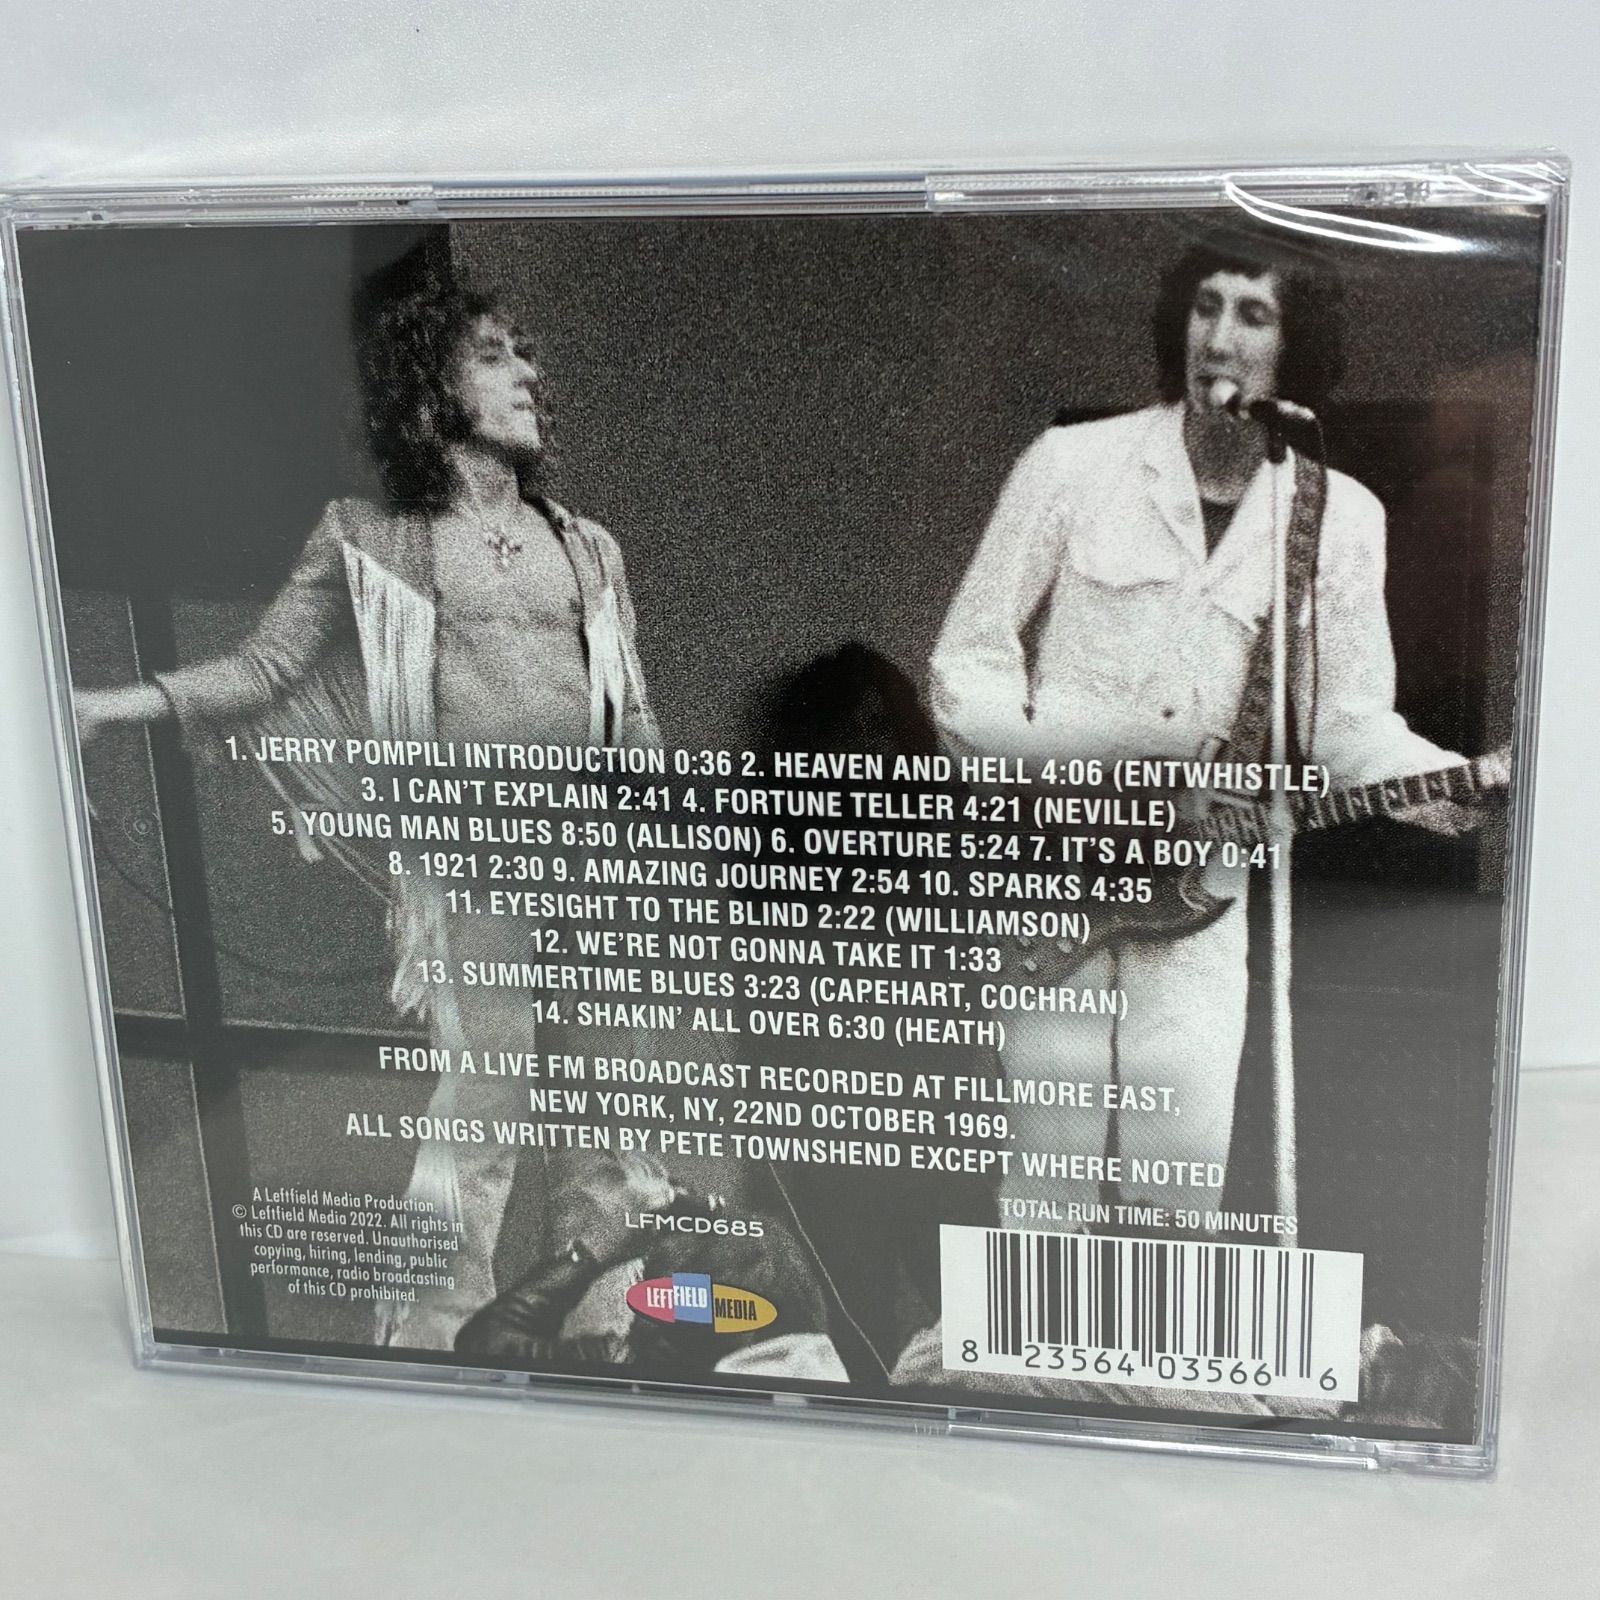 1. JERRY POMPILI INTRODUCTION 0:36 2. HEAVEN AND HELL 4:06 (ENTWHISTLE)
3. I CAN'T EXPLAIN 2:41 4. FORTUNE TELLER 4:21 (NEVILLE)
5. YOUNG MAN BLUES 8:50 (ALLISON) 6. OVERTURE 5:24 7. IT'S A BOY 0:41
8. 1921 2:30 9. AMAZING JOURNEY 2:54 10. SPARKS 4:35
11. EYESIGHT TO THE BLIND 2:22 (WILLIAMSON)
12. WE'RE NOT GONNA TAKE IT 1:33
13. SUMMERTIME BLUES 3:23 (CAPEHART, COCHRAN)
14. SHAKIN' ALL OVER 6:30 (HEATH)
FROM A LIVE FM BROADCAST RECORDED AT FILLMORE EAST,
NEW YORK, NY, 22ND OCTOBER 1969.
ALL SONGS WRITTEN BY PETE TOWNSHEND EXCEPT WHERE NOTED
A Leftfield Media Production.
© Leftfield Media 2022. All rights in
this CD are reserved. Unauthorised
copying, hiring, lending, public
performance, radio broadcasting
of this CD prohibited.
LFMCD685
LEFTFIELD MEDIA
TOTAL RUN TIME: 50 MINUTES
8 23564 03566 6